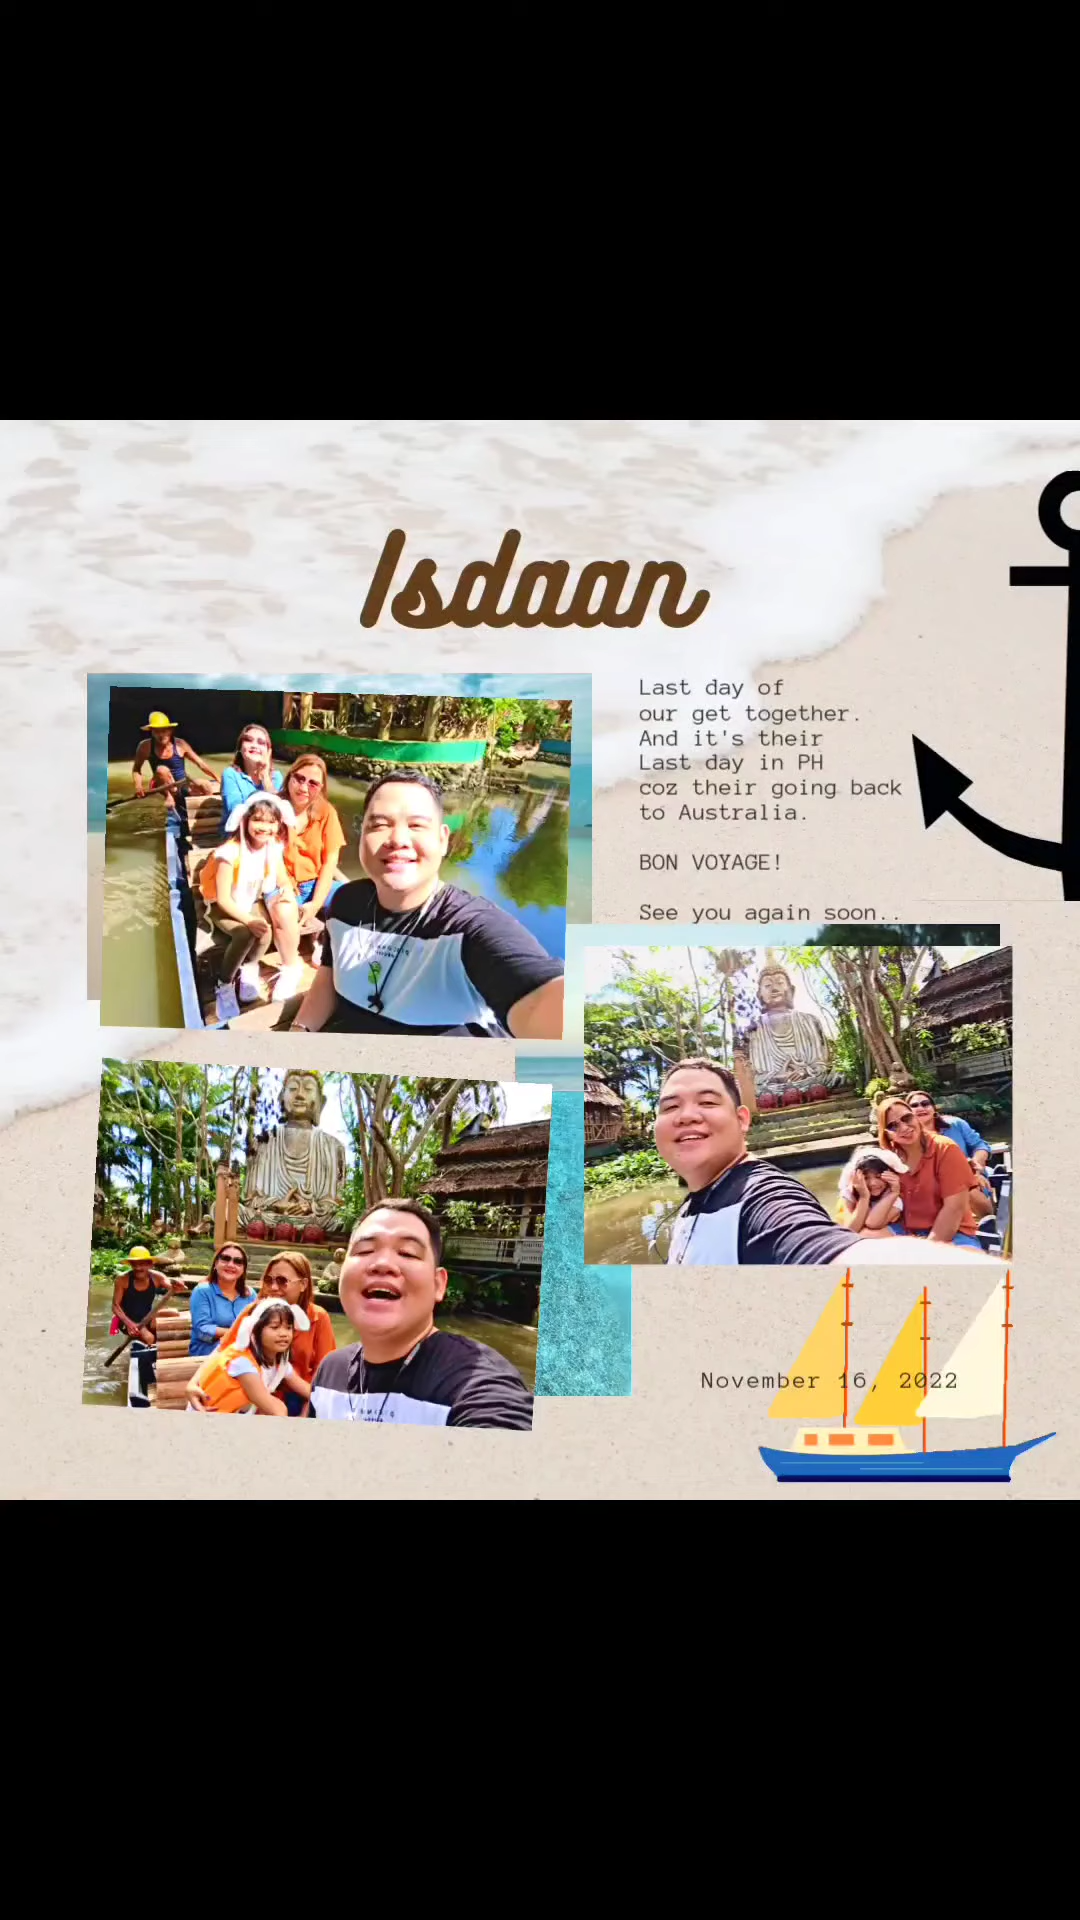 Isdaan
Last day of
our get together.
And it's their
Last day in PH
coz their going back
to Australia.
BON VOYAGE!
See you again soon..
November 16, 2022